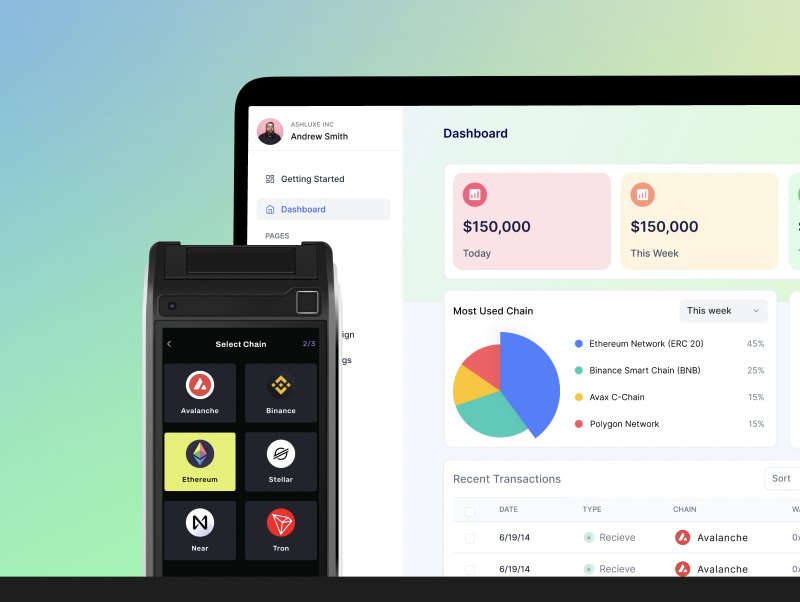 ASHLUXE INC
Andrew Smith
Getting Started
Dashboard
PAGES
ign
gs
Dashboard
$150,000
Today
$150,000
This Week
Most Used Chain
This week
Ethereum Network (ERC 20) 45%
Binance Smart Chain (BNB) 25%
Avax C-Chain 15%
Polygon Network 15%
Recent Transactions
Sort
DATE TYPE CHAIN
6/19/14 Recieve Avalanche 0x
6/19/14 Recieve Avalanche 0x
Select Chain 2/3
Avalanche Binance
Ethereum Stellar
Near Tron